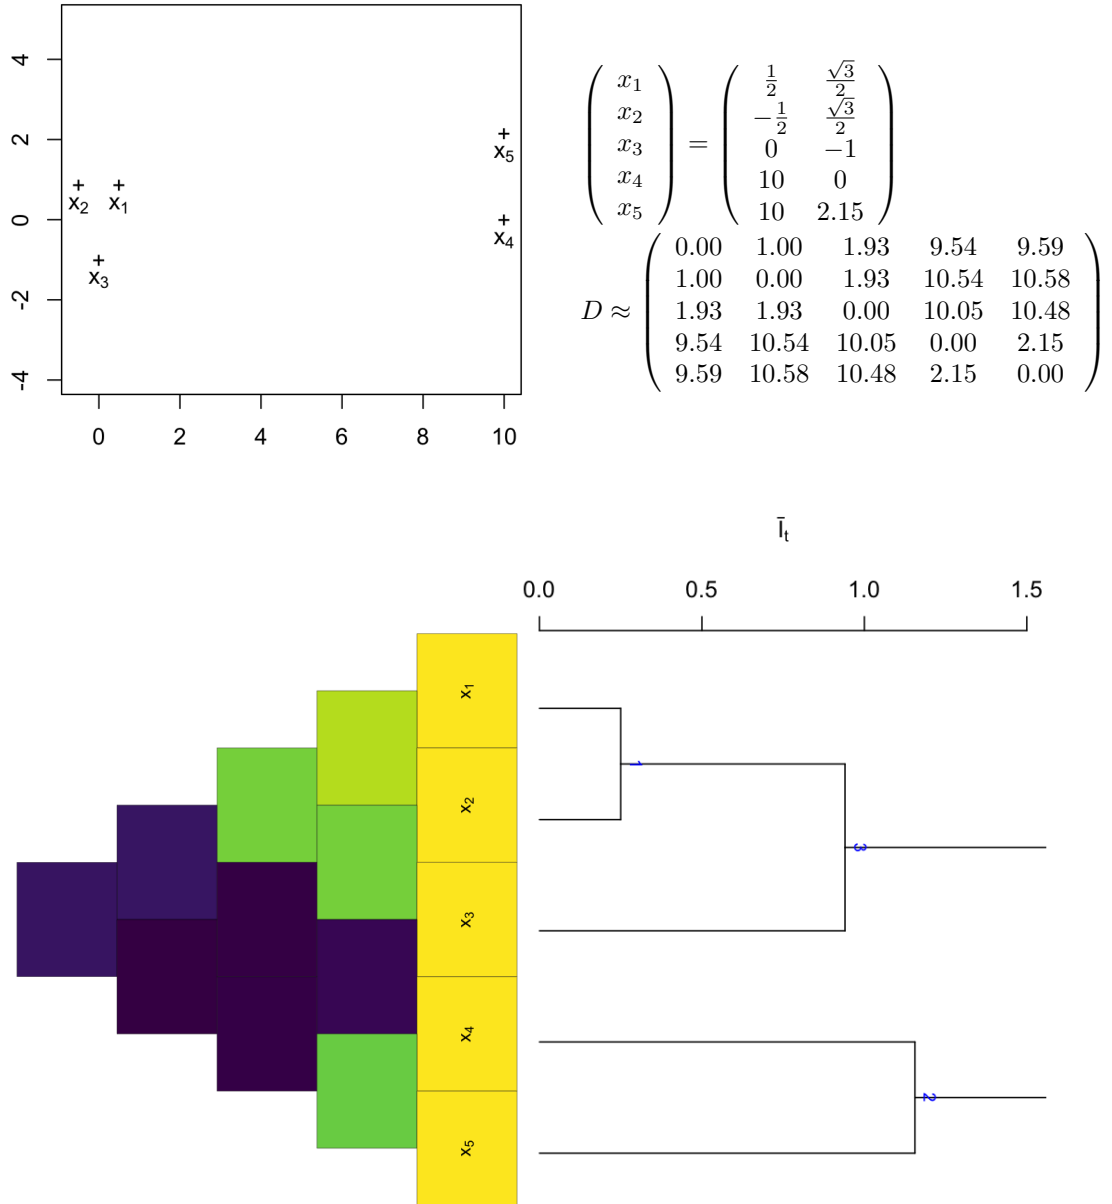 4
2
0
-2
-4
x₅
x₂ x₁
x₄
x₃
0 2 4 6 8 10
( x₁ ) = ( 1/2 √3/2 )
( x₂ ) ( -1/2 √3/2 )
( x₃ ) ( 0 −1 )
( x₄ ) ( 10 0 )
( x₅ ) ( 10 2.15 )
0.00 1.00 1.93 9.54 9.59
1.00 0.00 1.93 10.54 10.58
D ≈ 1.93 1.93 0.00 10.05 10.48
9.54 10.54 10.05 0.00 2.15
9.59 10.58 10.48 2.15 0.00
Īₜ
0.0 0.5 1.0 1.5
x₁
x₂
x₃
x₄
x₅
1
3
2